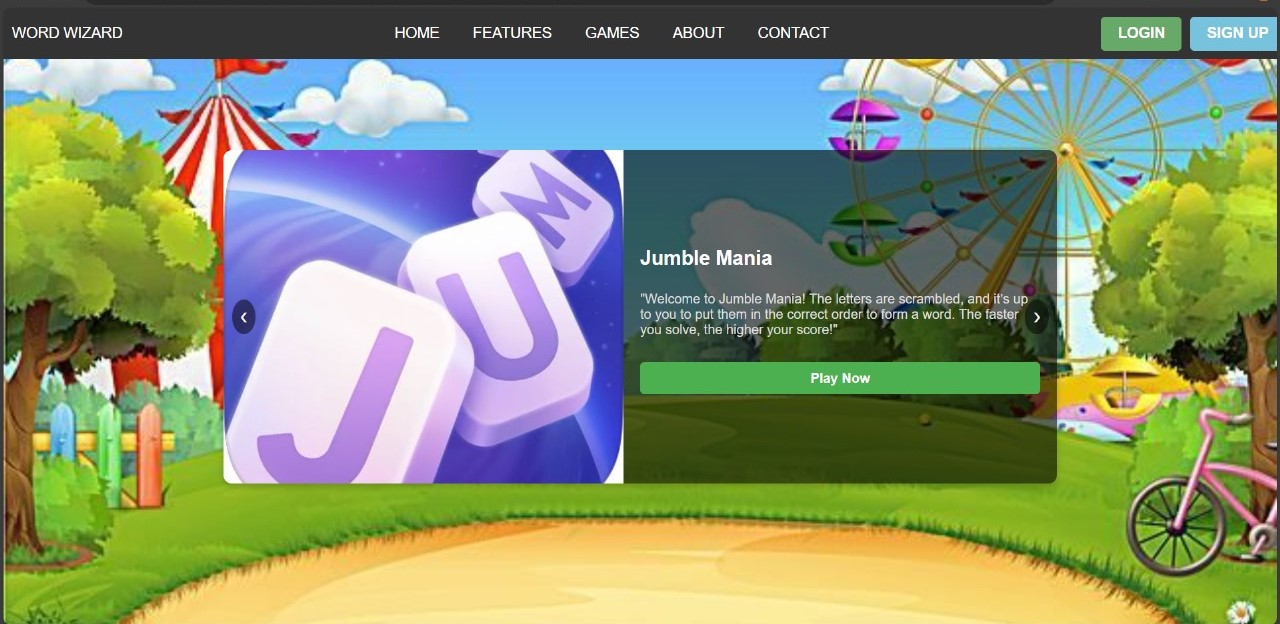 WORD WIZARD
HOME FEATURES GAMES ABOUT CONTACT
LOGIN SIGN UP
J U M
Jumble Mania
"Welcome to Jumble Mania! The letters are scrambled, and it's up
to you to put them in the correct order to form a word. The faster
you solve, the higher your score!"
Play Now